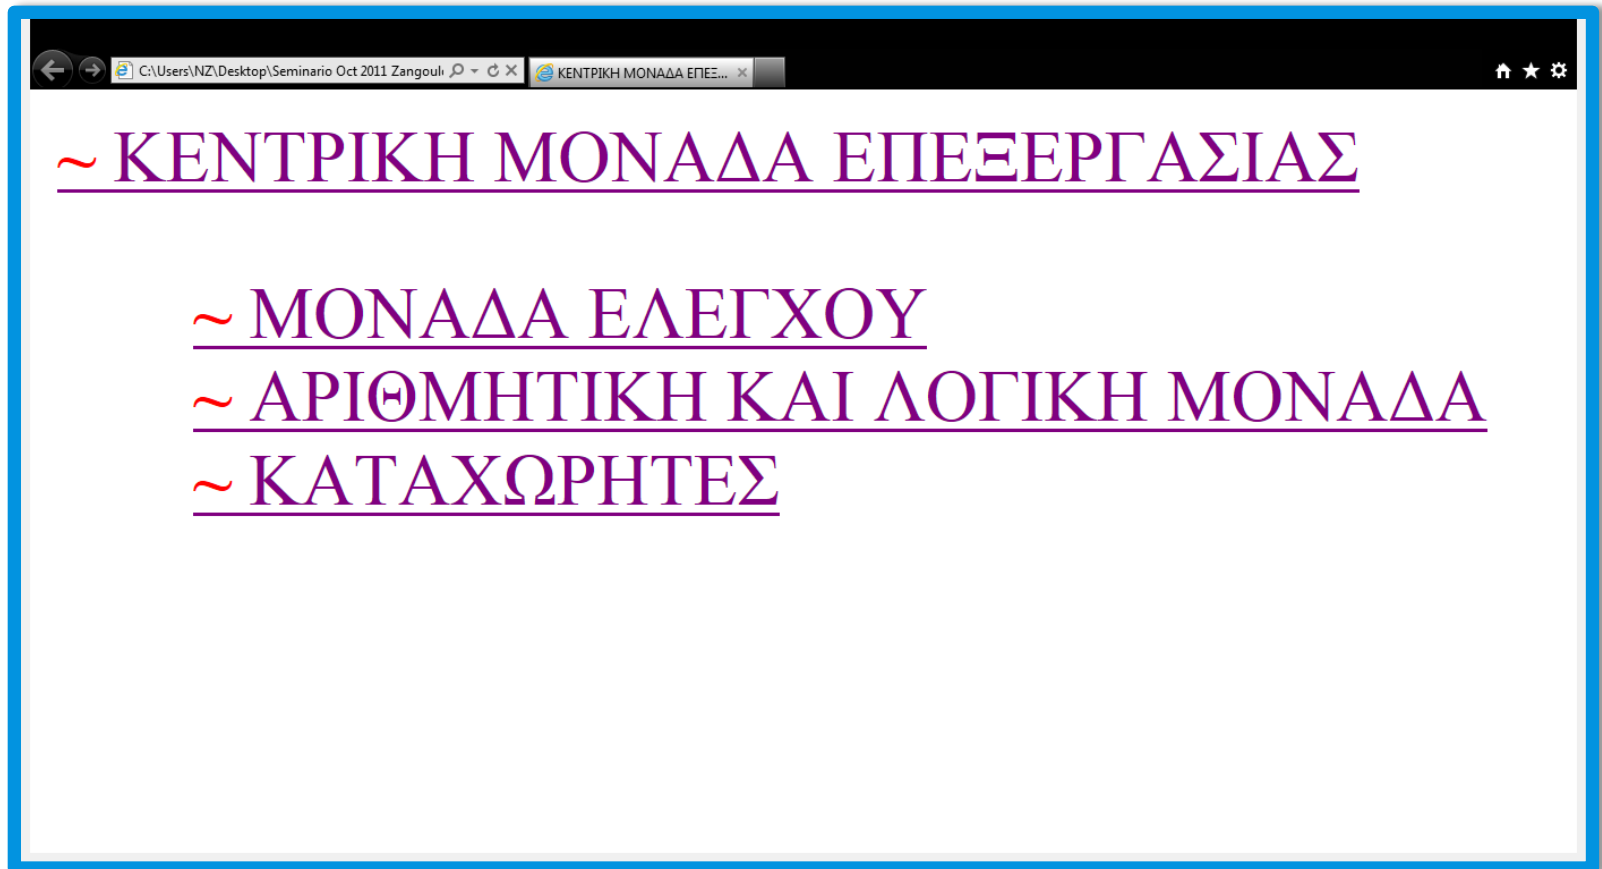 C:\Users\NZ\Desktop\Seminario Oct 2011 Zangoul
ΚΕΝΤΡΙΚΗ ΜΟΝΑΔΑ ΕΠΕΞ...
~ ΚΕΝΤΡΙΚΗ ΜΟΝΑΔΑ ΕΠΕΞΕΡΓΑΣΙΑΣ
~ ΜΟΝΑΔΑ ΕΛΕΓΧΟΥ
~ ΑΡΙΘΜΗΤΙΚΗ ΚΑΙ ΛΟΓΙΚΗ ΜΟΝΑΔΑ
~ ΚΑΤΑΧΩΡΗΤΕΣ